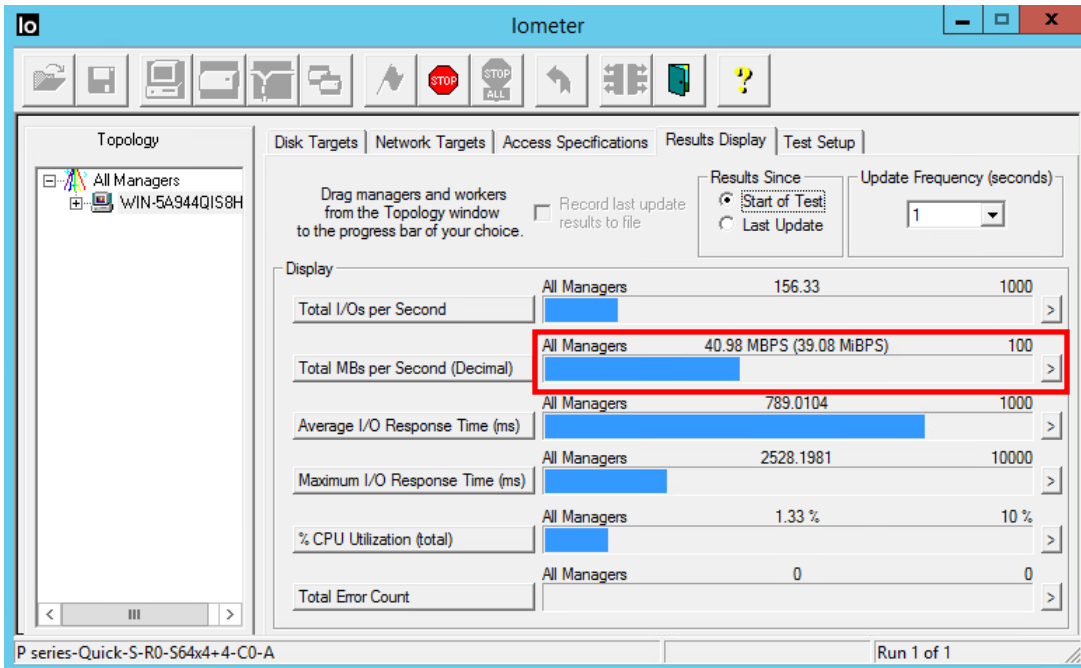 Io
Iometer
STOP
STOP
ALL
Topology
All Managers
WIN-5A944QIS8H
Disk Targets
Network Targets
Access Specifications
Results Display
Test Setup
Drag managers and workers
from the Topology window
to the progress bar of your choice.
Record last update
results to file
Results Since
Start of Test
Last Update
Update Frequency (seconds)
1
Display
Total I/Os per Second
All Managers 156.33 1000
>
Total MBs per Second (Decimal)
All Managers 40.98 MBPS (39.08 MiBPS) 100
>
Average I/O Response Time (ms)
All Managers 789.0104 1000
>
Maximum I/O Response Time (ms)
All Managers 2528.1981 10000
>
% CPU Utilization (total)
All Managers 1.33 % 10 %
>
Total Error Count
All Managers 0 0
>
P series-Quick-S-R0-S64x4+4-C0-A
Run 1 of 1